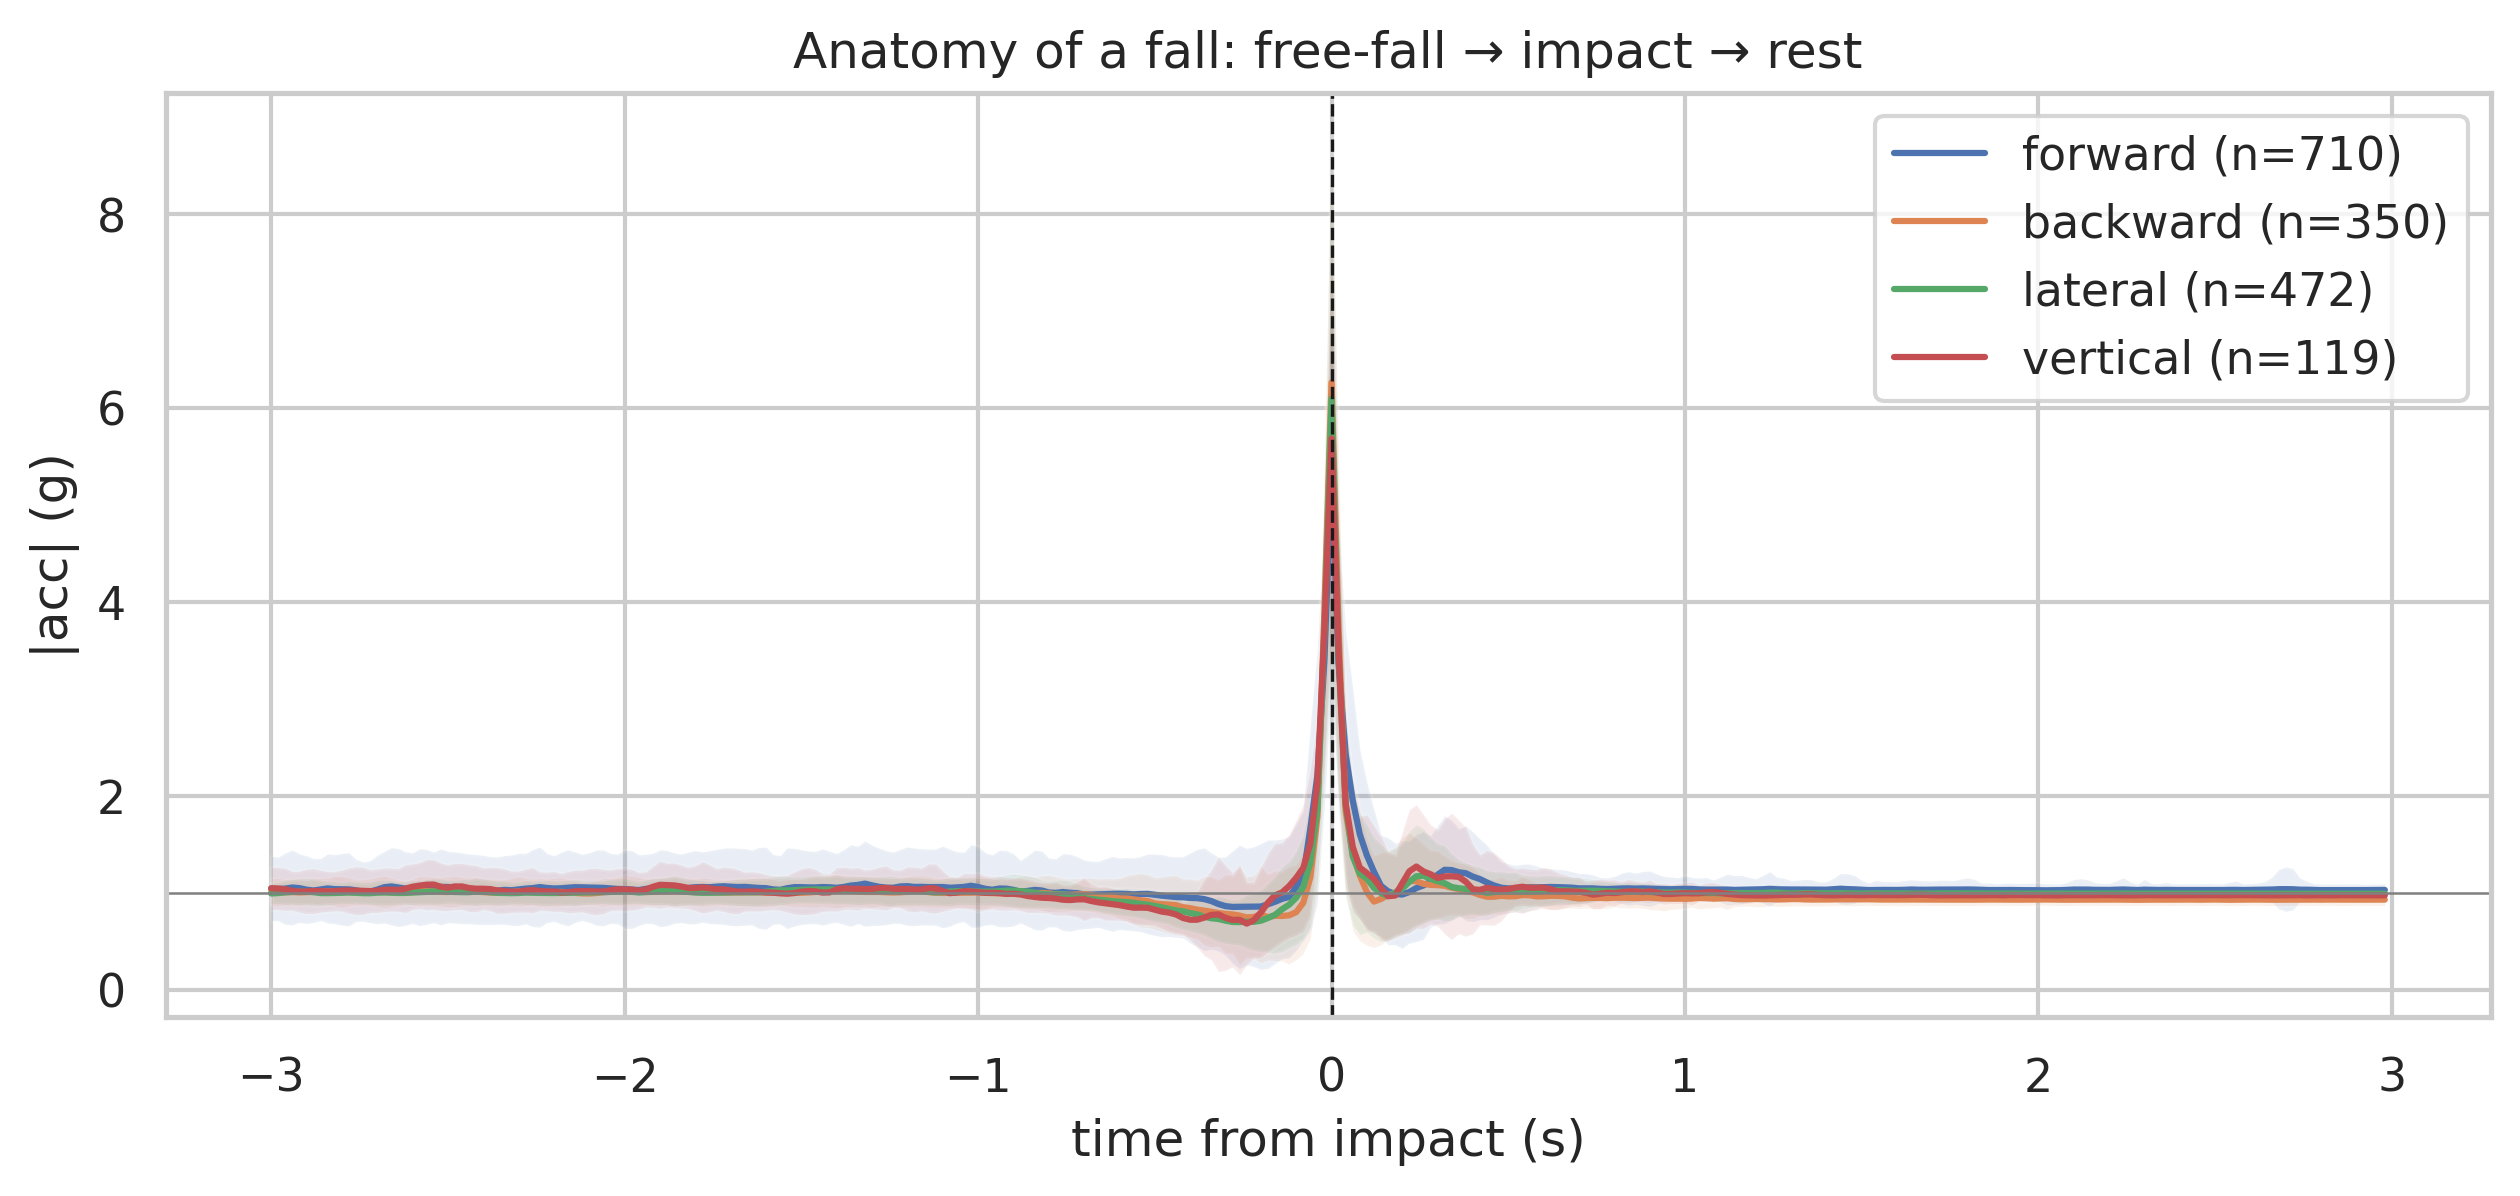 Anatomy of a fall: free-fall → impact → rest
|acc| (g)
8
6
4
2
0
−3
−2
−1
0
1
2
3
time from impact (s)
forward (n=710)
backward (n=350)
lateral (n=472)
vertical (n=119)